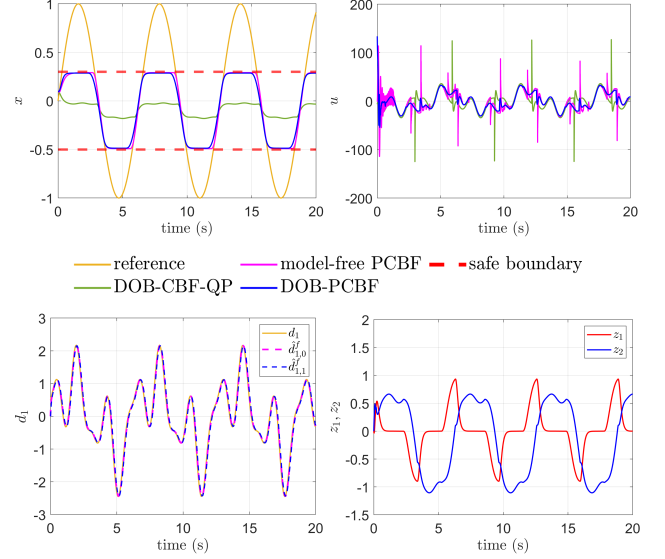 1
0.5
0
-0.5
-1
x
0 5 10 15 20
time (s)
200
100
0
-100
-200
u
0 5 10 15 20
time (s)
reference model-free PCBF safe boundary
DOB-CBF-QP DOB-PCBF
3
2
1
0
-1
-2
-3
d₁
0 5 10 15 20
time (s)
d₁
d̂ᶠ₁,₀
d̂ᶠ₁,₁
2
1.5
1
0.5
0
-0.5
-1
-1.5
z₁, z₂
0 5 10 15 20
time (s)
z₁
z₂